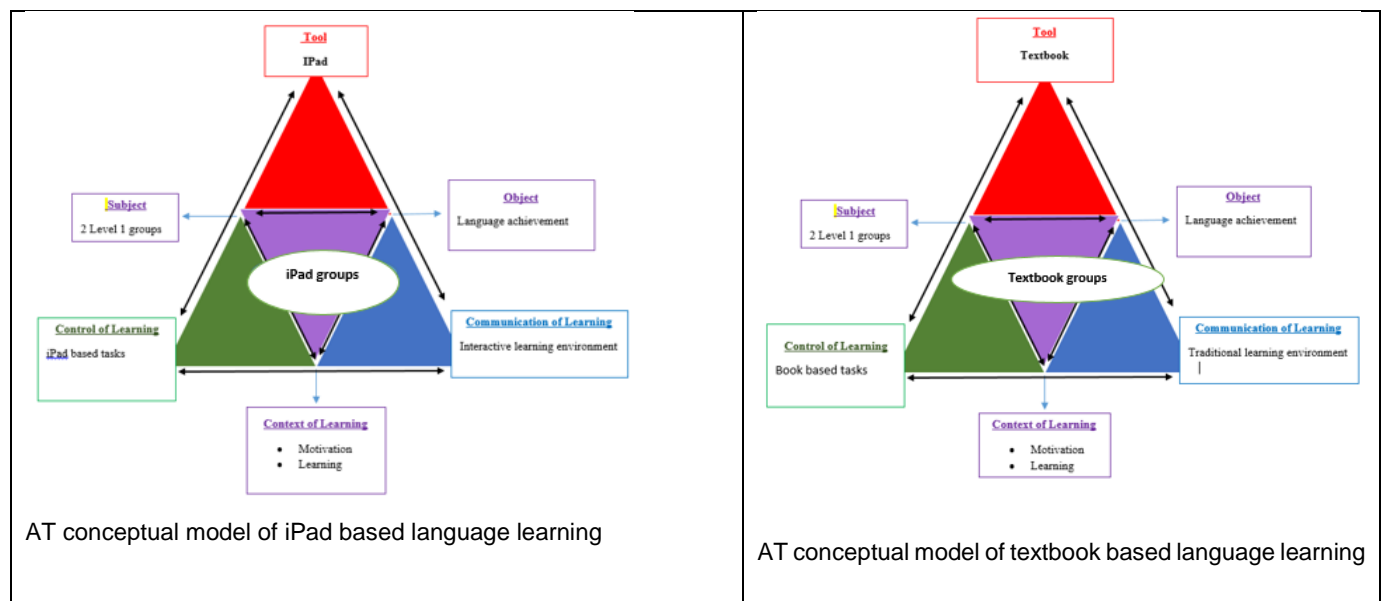 Tool
IPad
Subject
2 Level 1 groups
Object
Language achievement
iPad groups
Control of Learning
iPad based tasks
Communication of Learning
Interactive learning environment
Context of Learning
• Motivation
• Learning
AT conceptual model of iPad based language learning
Tool
Textbook
Subject
2 Level 1 groups
Object
Language achievement
Textbook groups
Control of Learning
Book based tasks
Communication of Learning
Traditional learning environment
Context of Learning
• Motivation
• Learning
AT conceptual model of textbook based language learning